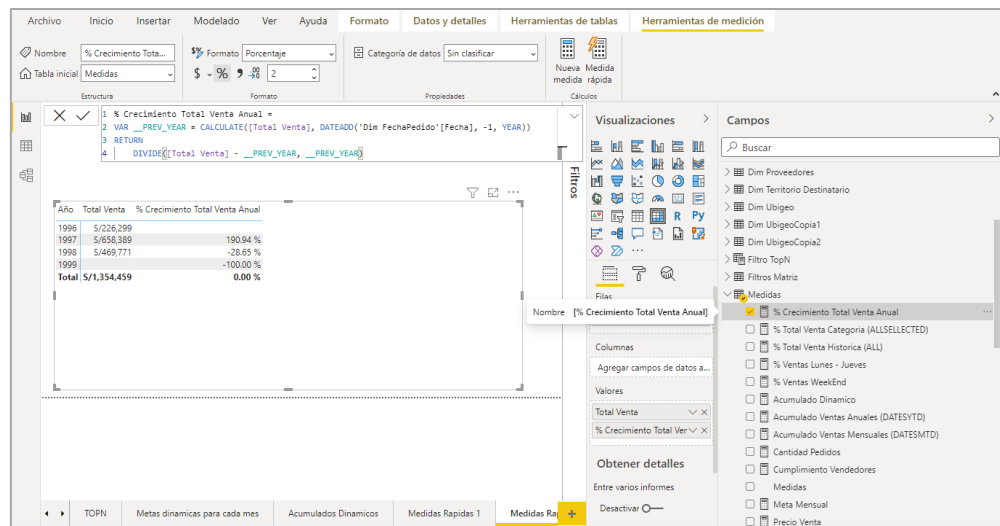 Archivo Inicio Insertar Modelado Ver Ayuda Formato Datos y detalles Herramientas de tablas Herramientas de medición
Nombre % Crecimiento Tota...
Tabla inicial Medidas
Estructura
Formato Porcentaje
$ % 2
Formato
Categoría de datos Sin clasificar
Propiedades
Nueva medida
Medida rápida
Cálculos
1 % Crecimiento Total Venta Anual =
2 VAR __PREV_YEAR = CALCULATE([Total Venta], DATEADD('Dim FechaPedido'[Fecha], -1, YEAR))
3 RETURN
4 DIVIDE([Total Venta] - __PREV_YEAR, __PREV_YEAR)
Año Total Venta % Crecimiento Total Venta Anual
1996 S/226,299
1997 S/658,389 190.94 %
1998 S/469,771 -28.65 %
1999 -100.00 %
Total S/1,354,459 0.00 %
Filtros
Visualizaciones
R Py
Filas
Nombre [% Crecimiento Total Venta Anual]
Columnas
Agregar campos de datos a...
Valores
Total Venta
% Crecimiento Total Ver
Obtener detalles
Entre varios informes
Desactivar
Campos
Buscar
Dim Proveedores
Dim Territorio Destinatario
Dim Ubigeo
Dim UbigeoCopia1
Dim UbigeoCopia2
Filtro TopN
Filtros Matriz
Medidas
% Crecimiento Total Venta Anual
% Total Venta Categoria (ALLSELLECTED)
% Total Venta Historica (ALL)
% Ventas Lunes - Jueves
% Ventas WeekEnd
Acumulado Dinamico
Acumulado Ventas Anuales (DATESYTD)
Acumulado Ventas Mensuales (DATESMTD)
Cantidad Pedidos
Cumplimiento Vendedores
Medidas
Meta Mensual
Precio Venta
TOPN Metas dinamicas para cada mes Acumulados Dinamicos Medidas Rapidas 1 Medidas Ra